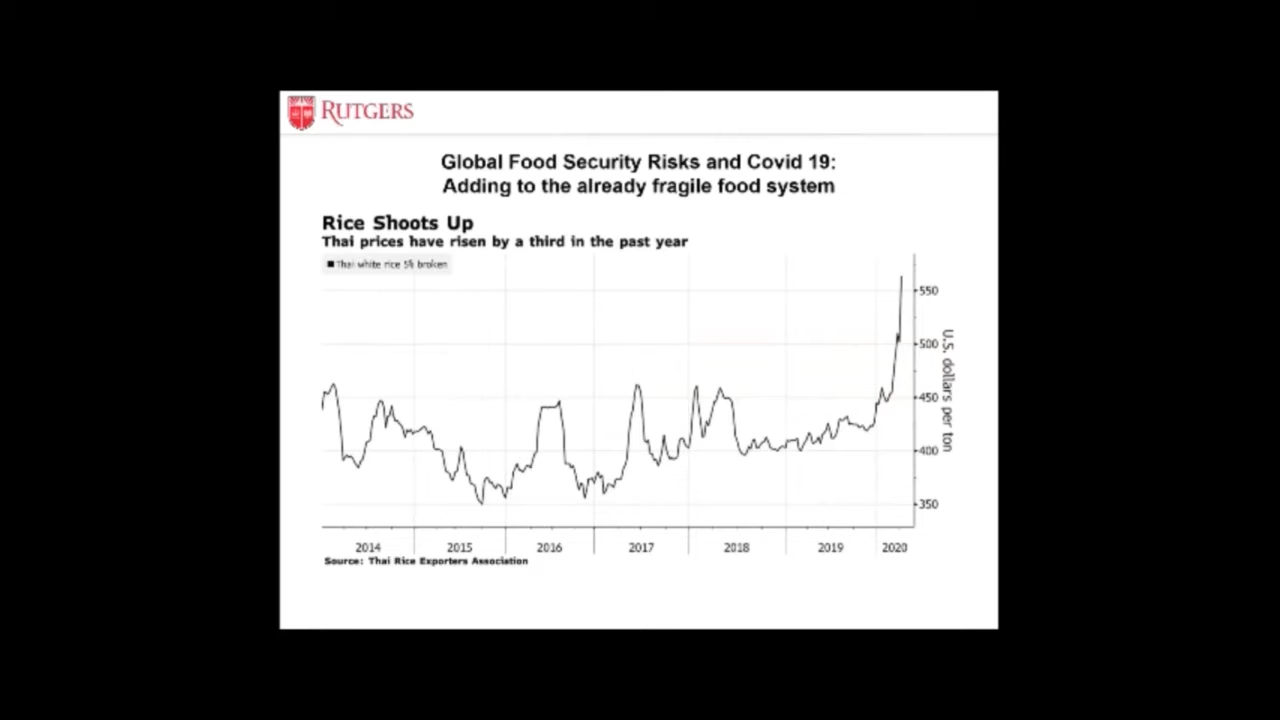 RUTGERS
Global Food Security Risks and Covid 19:
Adding to the already fragile food system
Rice Shoots Up
Thai prices have risen by a third in the past year
Thai white rice 5% broken
550
500
450
400
350
U.S. dollars per ton
2014 2015 2016 2017 2018 2019 2020
Source: Thai Rice Exporters Association